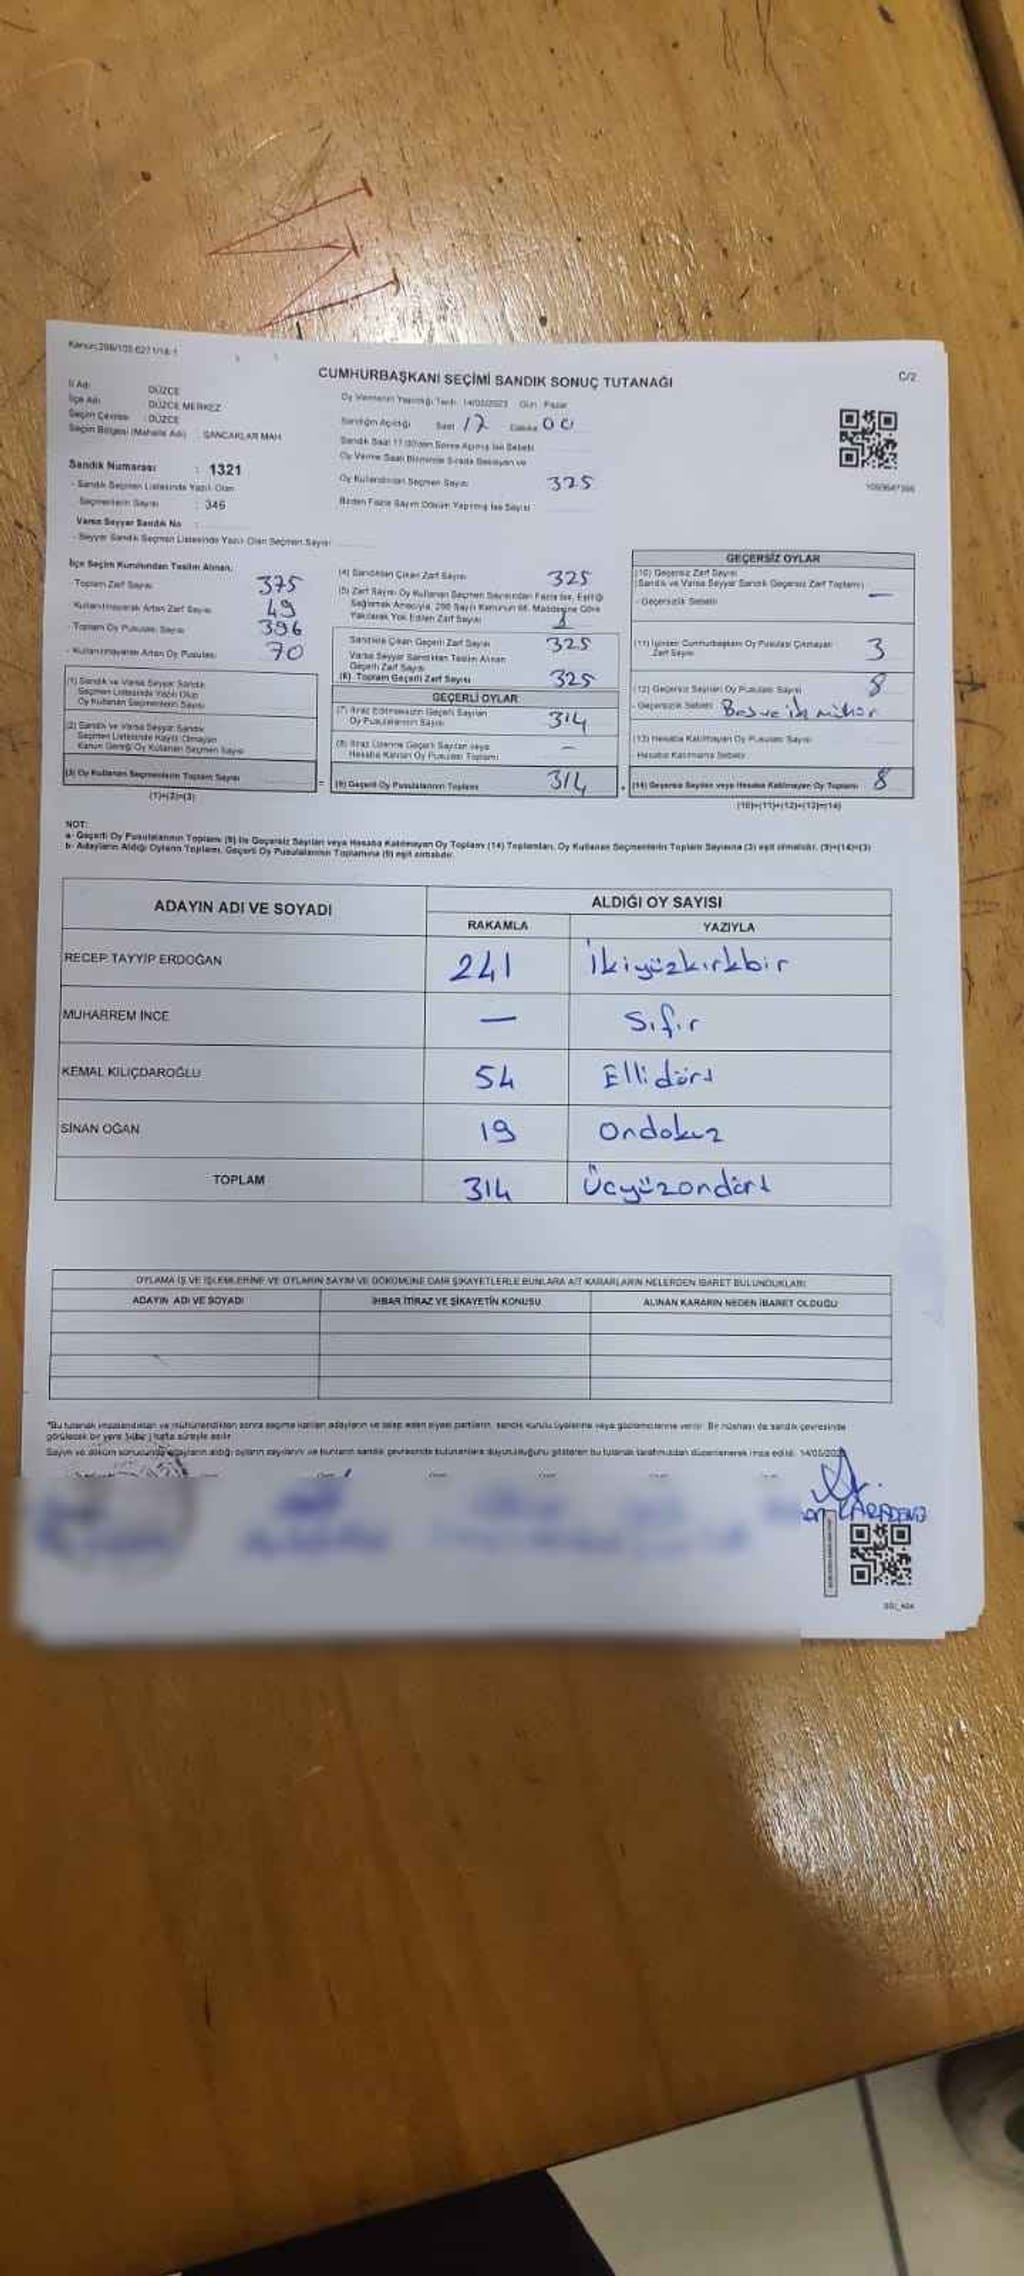 Kanun:298/105-6271/18-1
CUMHURBAŞKANI SEÇİMİ SANDIK SONUÇ TUTANAĞI
C/2
İl Adı DÜZCE
İlçe Adı DÜZCE MERKEZ
Seçim Çevresi : DÜZCE
Seçim Bölgesi (Mahalle Adı) : SANCAKLAR MAH
Sandık Numarası : 1321
- Sandık Seçmen Listesinde Yazılı Olan
Seçmenlerin Sayısı : 346
Varsa Seyyar Sandık No :
- Seyyar Sandık Seçmen Listesinde Yazılı Olan Seçmen Sayısı
Oy Vermenin Yapıldığı Tarih 14/05/2023 Gün Pazar
Sandığın Açıldığı Saat 17 Dakika 00
Sandık Saat 17.00'den Sonra Açılmış İse Sebebi
Oy Verme Saati Bitiminde Sırada Bekleyen ve
Oy Kullandırılan Seçmen Sayısı 325
Birden Fazla Sayım Döküm Yapılmış İse Sayısı
İlçe Seçim Kurulundan Teslim Alınan;
- Toplam Zarf Sayısı 375
- Kullanılmayarak Artan Zarf Sayısı 49
- Toplam Oy Pusulası Sayısı 396
- Kullanılmayarak Artan Oy Pusulası 70
(1) Sandık ve Varsa Seyyar Sandık
Seçmen Listesinde Yazılı Olan
Oy Kullanan Seçmenlerin Sayısı
(2) Sandık ve Varsa Seyyar Sandık
Seçmen Listesinde Kayıtlı Olmayan
Kanun Gereği Oy Kullanan Seçmen Sayısı
(3) Oy Kullanan Seçmenlerin Toplam Sayısı
(1)+(2)=(3)
(4) Sandıktan Çıkan Zarf Sayısı 325
(5) Zarf Sayısı Oy Kullanan Seçmen Sayısından Fazla İse, Eşitliği
Sağlamak Amacıyla, 298 Sayılı Kanunun 98. Maddesine Göre
Yakılarak Yok Edilen Zarf Sayısı
Sandıkta Çıkan Geçerli Zarf Sayısı 325
Varsa Seyyar Sandıktan Teslim Alınan
Geçerli Zarf Sayısı
(6) Toplam Geçerli Zarf Sayısı 325
GEÇERLİ OYLAR
(7) İtiraz Edilmeksizin Geçerli Sayılan
Oy Pusulalarının Sayısı 314
(8) İtiraz Üzerine Geçerli Sayılan veya
Hesaba Katılan Oy Pusulası Toplamı —
= (9) Geçerli Oy Pusulalarının Toplamı 314
GEÇERSİZ OYLAR
(10) Geçersiz Zarf Sayısı
(Sandık ve Varsa Seyyar Sandık Geçersiz Zarf Toplamı) —
- Geçersizlik Sebebi
(11) İçinden Cumhurbaşkanı Oy Pusulası Çıkmayan
Zarf Sayısı 3
(12) Geçersiz Sayılan Oy Pusulası Sayısı 8
- Geçersizlik Sebebi
(13) Hesaba Katılmayan Oy Pusulası Sayısı
Hesaba Katılmama Sebebi
+ (14) Geçersiz Sayılan veya Hesaba Katılmayan Oy Toplamı 8
(10)+(11)+(12)+(13)=(14)
NOT:
a- Geçerli Oy Pusulalarının Toplamı (9) ile Geçersiz Sayılan veya Hesaba Katılmayan Oy Toplamı (14) Toplamları, Oy Kullanan Seçmenlerin Toplam Sayısına (3) eşit olmalıdır. (9)+(14)=(3)
b- Adayların Aldığı Oyların Toplamı, Geçerli Oy Pusulalarının Toplamına (9) eşit olmalıdır.
ADAYIN ADI VE SOYADI ALDIĞI OY SAYISI
RAKAMLA YAZIYLA
RECEP TAYYİP ERDOĞAN 241 İkiyüzkırkbir
MUHARREM İNCE — Sıfır
KEMAL KILIÇDAROĞLU 54 Ellidört
SİNAN OĞAN 19 Ondokuz
TOPLAM 314 Üçyüzondört
OYLAMA İŞ VE İŞLEMLERİNE VE OYLARIN SAYIM VE DÖKÜMÜNE DAİR ŞİKAYETLERLE BUNLARA AİT KARARLARIN NELERDEN İBARET BULUNDUKLARI
ADAYIN ADI VE SOYADI İHBAR İTİRAZ VE ŞİKAYETİN KONUSU ALINAN KARARIN NEDEN İBARET OLDUĞU
*Bu tutanak imzalandıktan ve mühürlendikten sonra seçime katılan adayların ve talep eden siyasi partilerin, sandık kurulu üyelerine veya gözlemcilerine verilir. Bir nüshası da sandık çevresinde
görülecek bir yere bir hafta süreyle asılır.
Sayım ve döküm sonucunda adayların aldığı oyların sayılarını ve bunların sandık çevresinde bulunanlara duyurulduğunu gösteren bu tutanak tarafımızdan düzenlenerek imza edildi. 14/05/2023